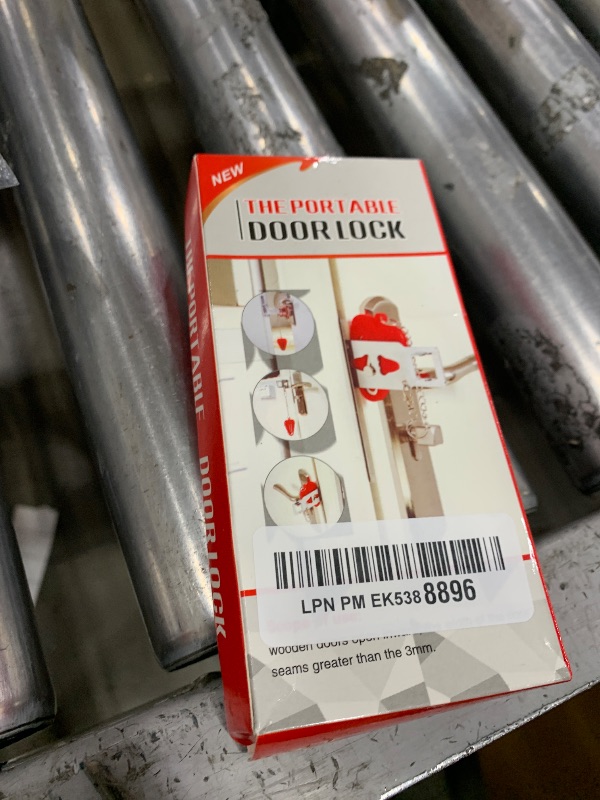 NEW
THE PORTABLE
DOOR LOCK
THE PORTABLE DOOR LOCK
LPN PM EK538 8896
wooden doors open
seams greater than the 3mm.